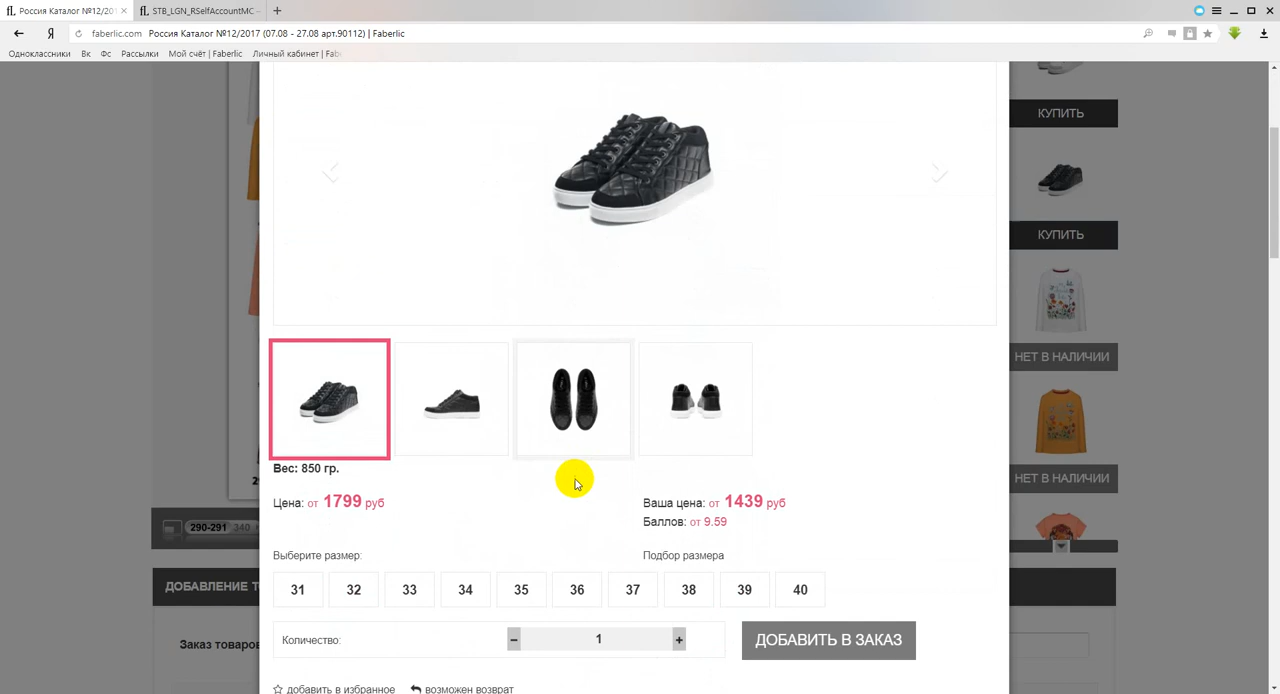 fL Россия Каталог №12/201
fL STB_LGN_RSelfAccountMC –
faberlic.com Россия Каталог №12/2017 (07.08 - 27.08 арт.90112) | Faberlic
Одноклассники Вк Фс Рассылки Мой счёт | Faberlic Личный кабинет | Fab
КУПИТЬ
КУПИТЬ
НЕТ В НАЛИЧИИ
НЕТ В НАЛИЧИИ
Вес: 850 гр.
Цена: от 1799 руб
Ваша цена: от 1439 руб
Баллов: от 9.59
290-291 340
Выберите размер:
Подбор размера
31 32 33 34 35 36 37 38 39 40
ДОБАВЛЕНИЕ Т
Количество:
− 1 +
ДОБАВИТЬ В ЗАКАЗ
Заказ товаров
добавить в избранное
возможен возврат